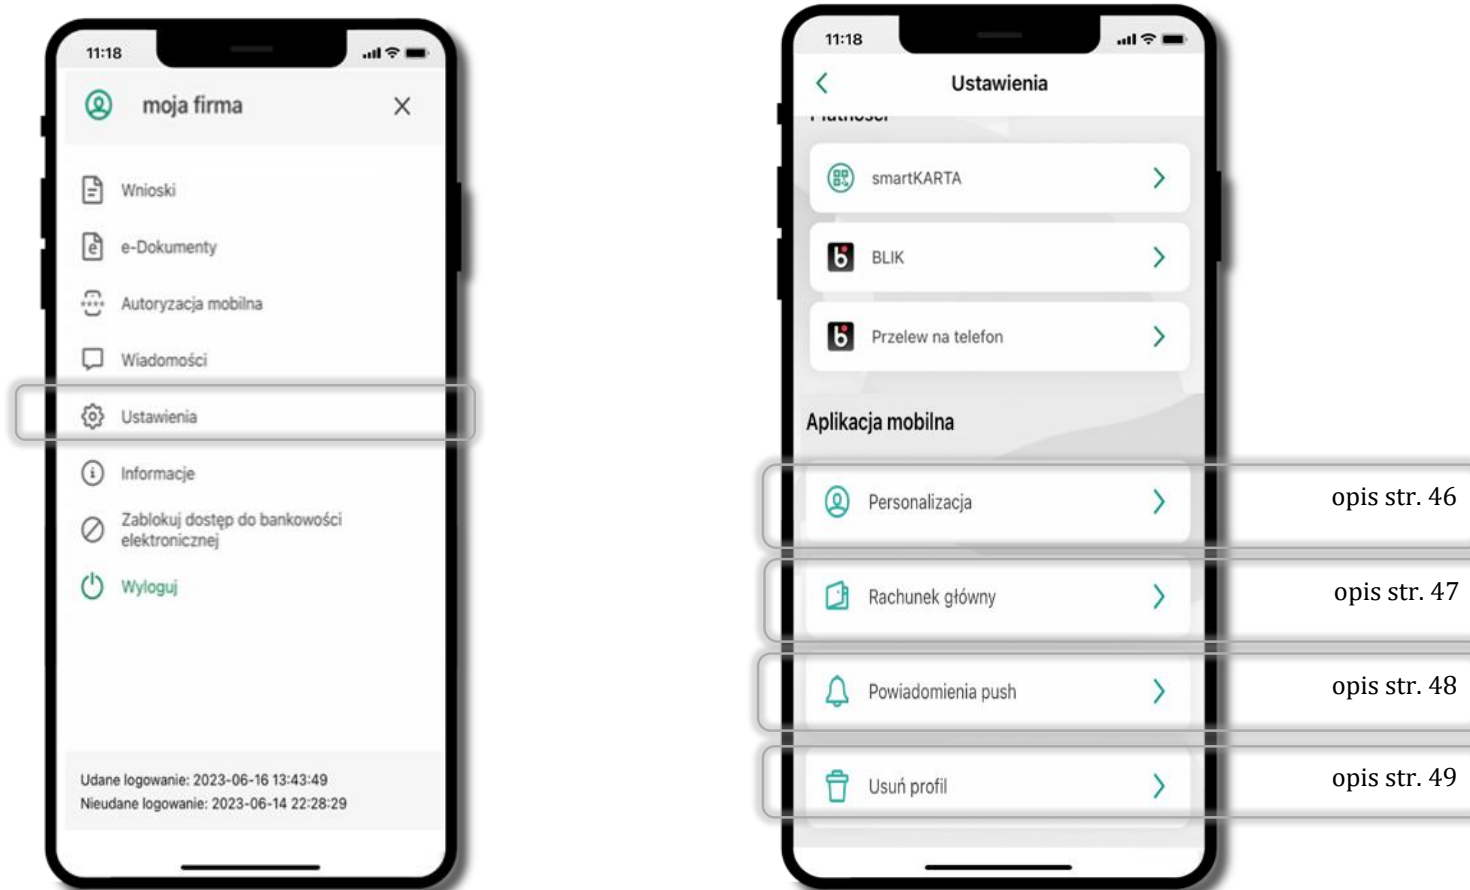 11:18
moja firma
Wnioski
e-Dokumenty
Autoryzacja mobilna
Wiadomości
Ustawienia
Informacje
Zablokuj dostęp do bankowości
elektronicznej
Wyloguj
Udane logowanie: 2023-06-16 13:43:49
Nieudane logowanie: 2023-06-14 22:28:29
11:18
Ustawienia
Płatności
smartKARTA
BLIK
Przelew na telefon
Aplikacja mobilna
Personalizacja opis str. 46
Rachunek główny opis str. 47
Powiadomienia push opis str. 48
Usuń profil opis str. 49